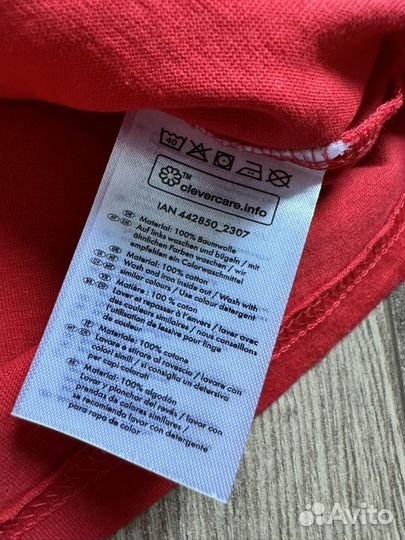 40
TM
clevercare.info
IAN 442850_2307
Material: 100% Baumwolle
Auf links waschen und bügeln / mit
ähnlichen Farben waschen / wir
empfehlen ein Colorwaschmittel
Material: 100% cotton
Wash and iron inside out / Wash with
similar colours / Use colour detergent
Matière: 100 % coton
Laver et repasser à l'envers / laver avec
des couleurs similaires / nous conseillons
l'utilisation de lessive pour linge
de couleur
Materiale: 100% cotone
Lavare e stirare al rovescio / lavare con
colori simili / si consiglia un detersivo
per capi colorati
Material: 100% algodón
Lavar y planchar del revés / lavar con
prendas de colores similares /
se recomienda lavar con detergente
para ropa de color
Avito